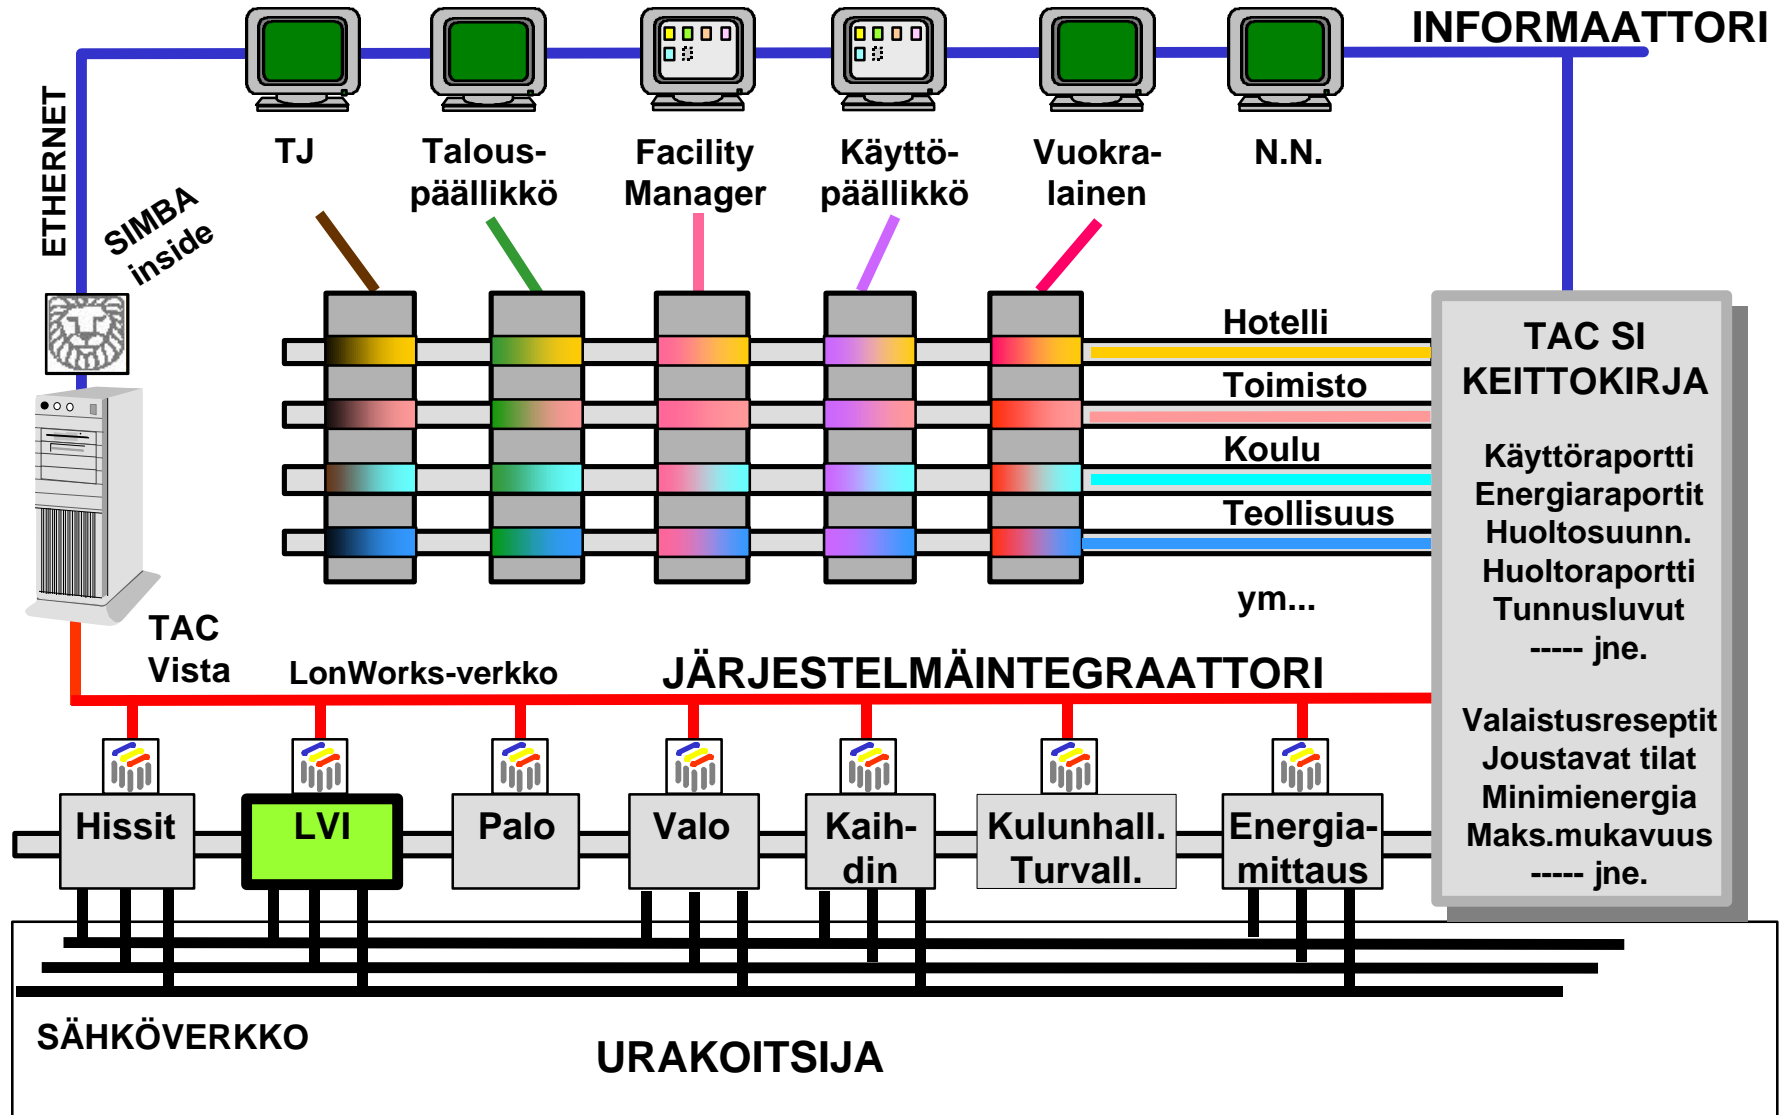 INFORMAATTORI
ETHERNET
TJ
Talous-
päällikkö
Facility
Manager
Käyttö-
päällikkö
Vuokra-
lainen
N.N.
SIMBA
inside
Hotelli
Toimisto
Koulu
Teollisuus
ym...
TAC SI
KEITTOKIRJA
Käyttöraportti
Energiaraportit
Huoltosuunn.
Huoltoraportti
Tunnusluvut
----- jne.
Valaistusreseptit
Joustavat tilat
Minimienergia
Maks.mukavuus
----- jne.
TAC
Vista
LonWorks-verkko
JÄRJESTELMÄINTEGRAATTORI
Hissit
LVI
Palo
Valo
Kaih-
din
Kulunhall.
Turvall.
Energia-
mittaus
SÄHKÖVERKKO
URAKOITSIJA